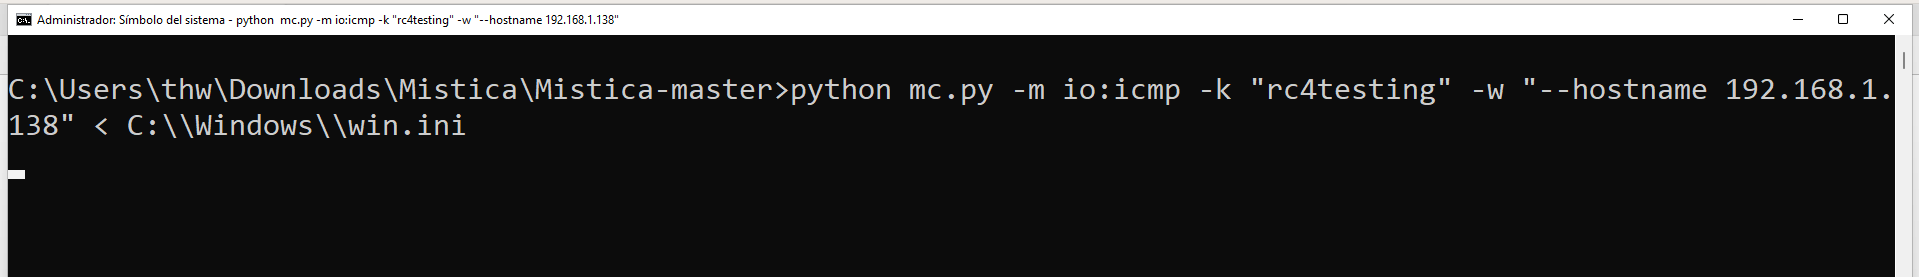 Administrador: Símbolo del sistema - python  mc.py -m io:icmp -k "rc4testing" -w "--hostname 192.168.1.138"
C:\Users\thw\Downloads\Mistica\Mistica-master>python mc.py -m io:icmp -k "rc4testing" -w "--hostname 192.168.1.
138" < C:\\Windows\\win.ini